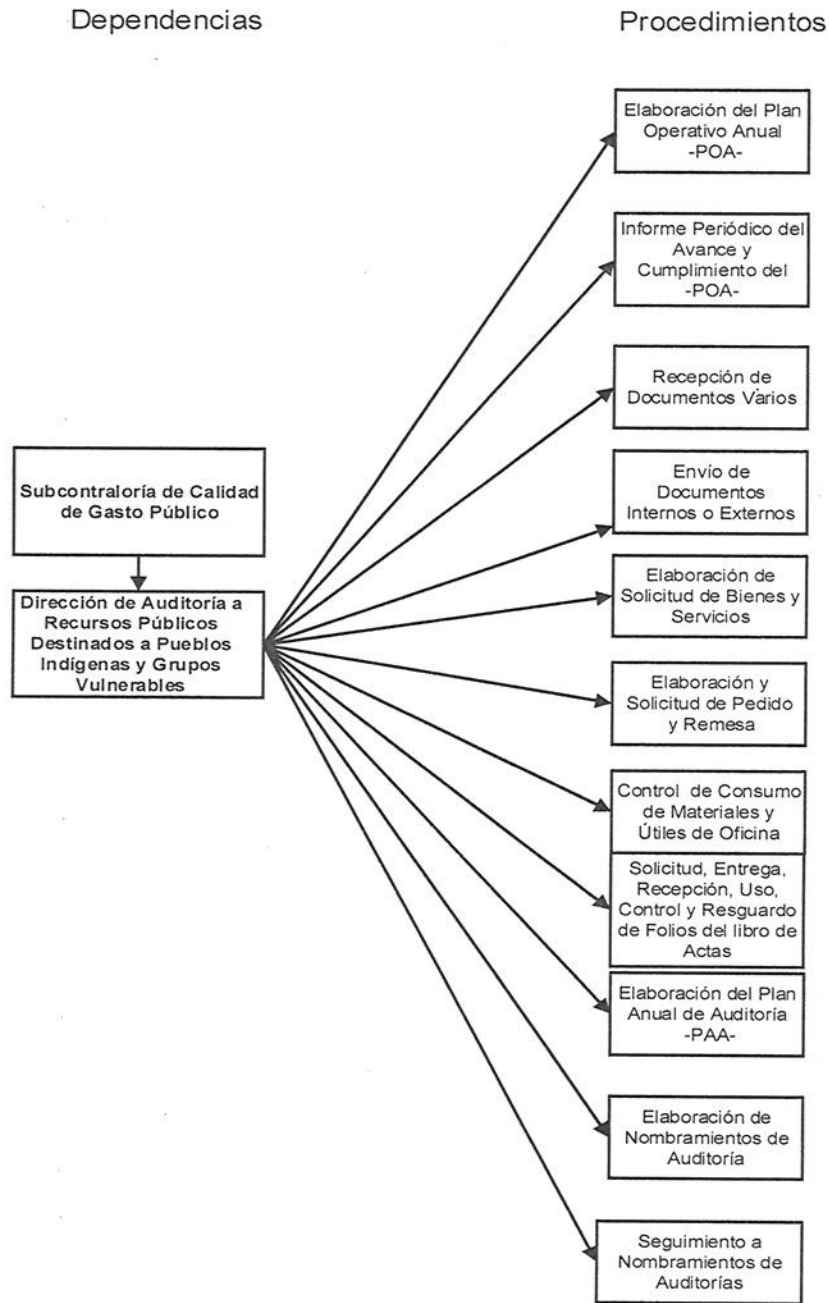 Dependencias
Procedimientos
Elaboración del Plan
Operativo Anual
-POA-
Informe Periódico del
Avance y
Cumplimiento del
-POA-
Recepción de
Documentos Varios
Envío de
Documentos
Internos o Externos
Subcontraloría de Calidad
de Gasto Público
Elaboración de
Solicitud de Bienes y
Servicios
Dirección de Auditoría a
Recursos Públicos
Destinados a Pueblos
Indígenas y Grupos
Vulnerables
Elaboración y
Solicitud de Pedido
y Remesa
Control de Consumo
de Materiales y
Útiles de Oficina
Solicitud, Entrega,
Recepción, Uso,
Control y Resguardo
de Folios del libro de
Actas
Elaboración del Plan
Anual de Auditoría
-PAA-
Elaboración de
Nombramientos de
Auditoría
Seguimiento a
Nombramientos de
Auditorías